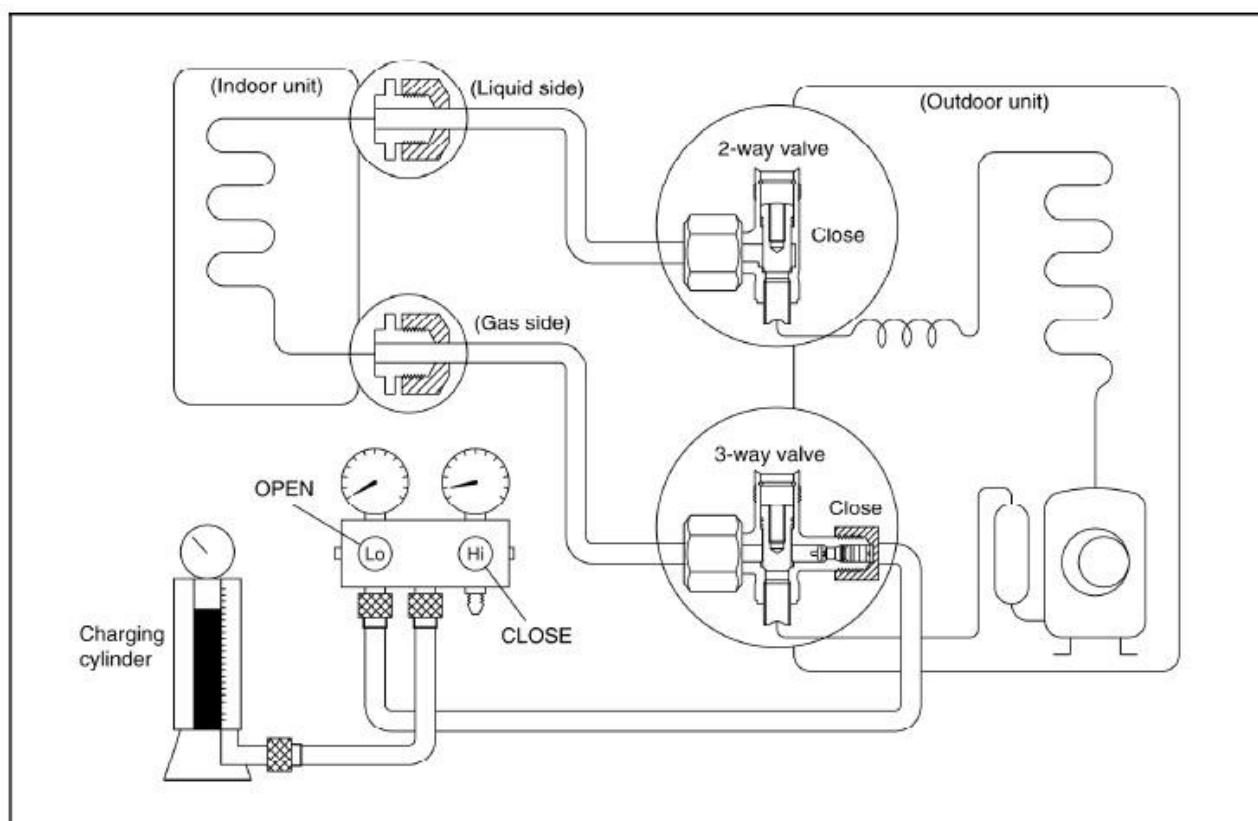 (Indoor unit)
(Liquid side)
(Outdoor unit)
2-way valve
Close
(Gas side)
3-way valve
Close
OPEN
Lo
Hi
CLOSE
Charging
cylinder